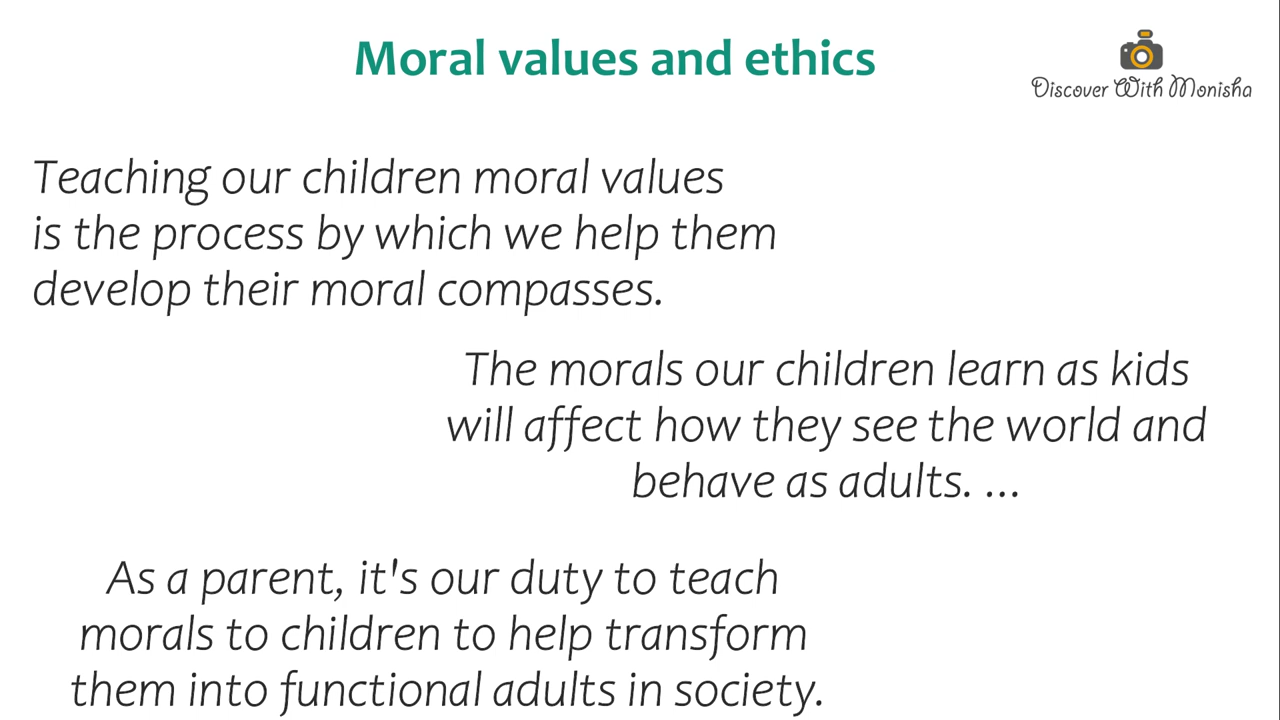 Moral values and ethics
Discover With Monisha
Teaching our children moral values
is the process by which we help them
develop their moral compasses.
The morals our children learn as kids
will affect how they see the world and
behave as adults. ...
As a parent, it's our duty to teach
morals to children to help transform
them into functional adults in society.